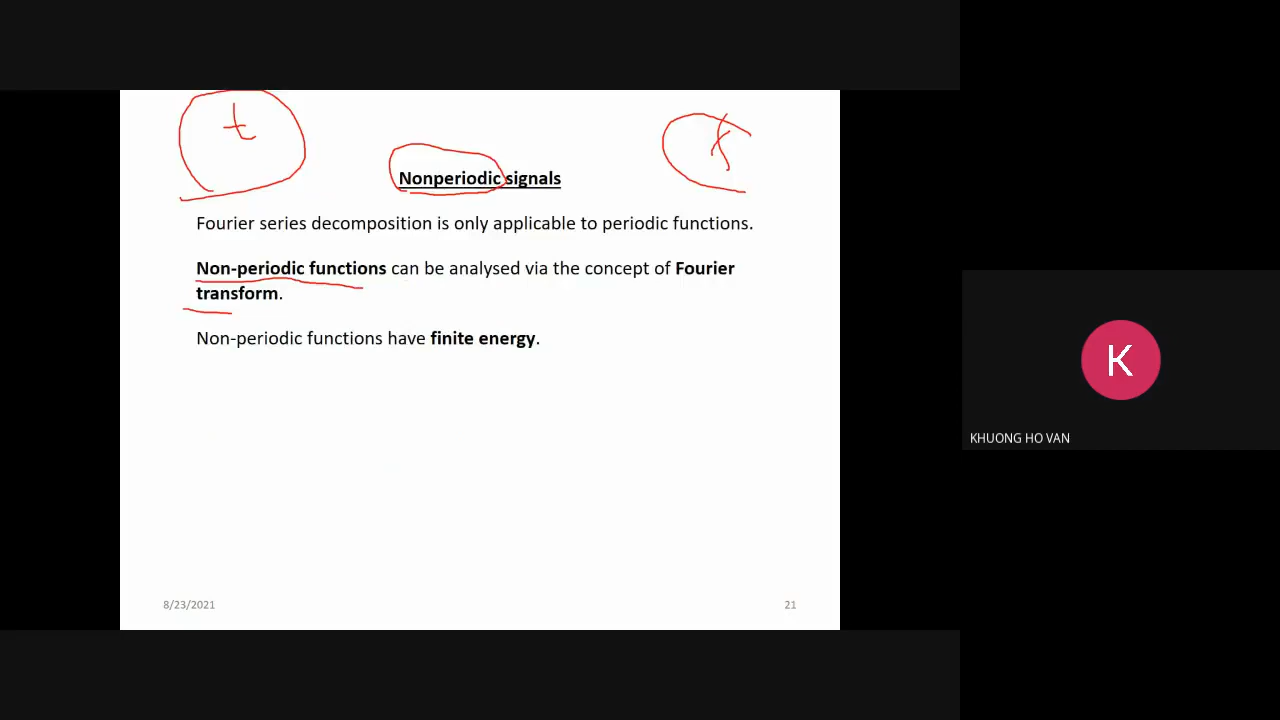 t
f
Nonperiodic signals
Fourier series decomposition is only applicable to periodic functions.
Non-periodic functions can be analysed via the concept of Fourier
transform.
Non-periodic functions have finite energy.
8/23/2021
21
K
KHUONG HO VAN